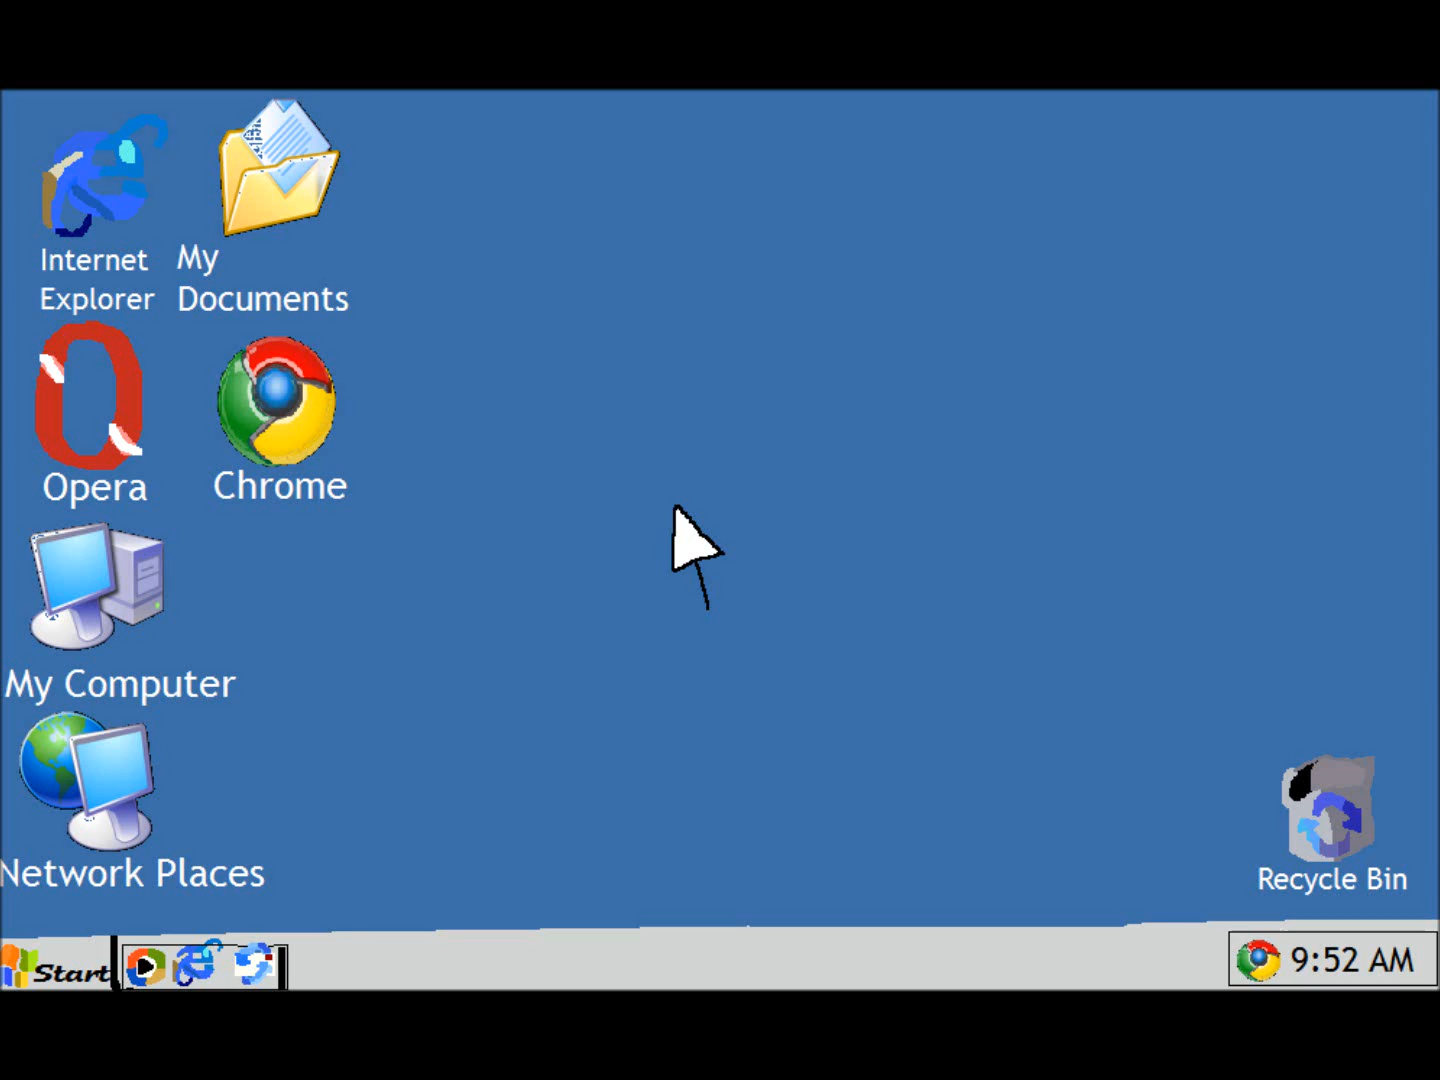 Internet
Explorer
My
Documents
Opera
Chrome
My Computer
Network Places
Recycle Bin
Start
9:52 AM